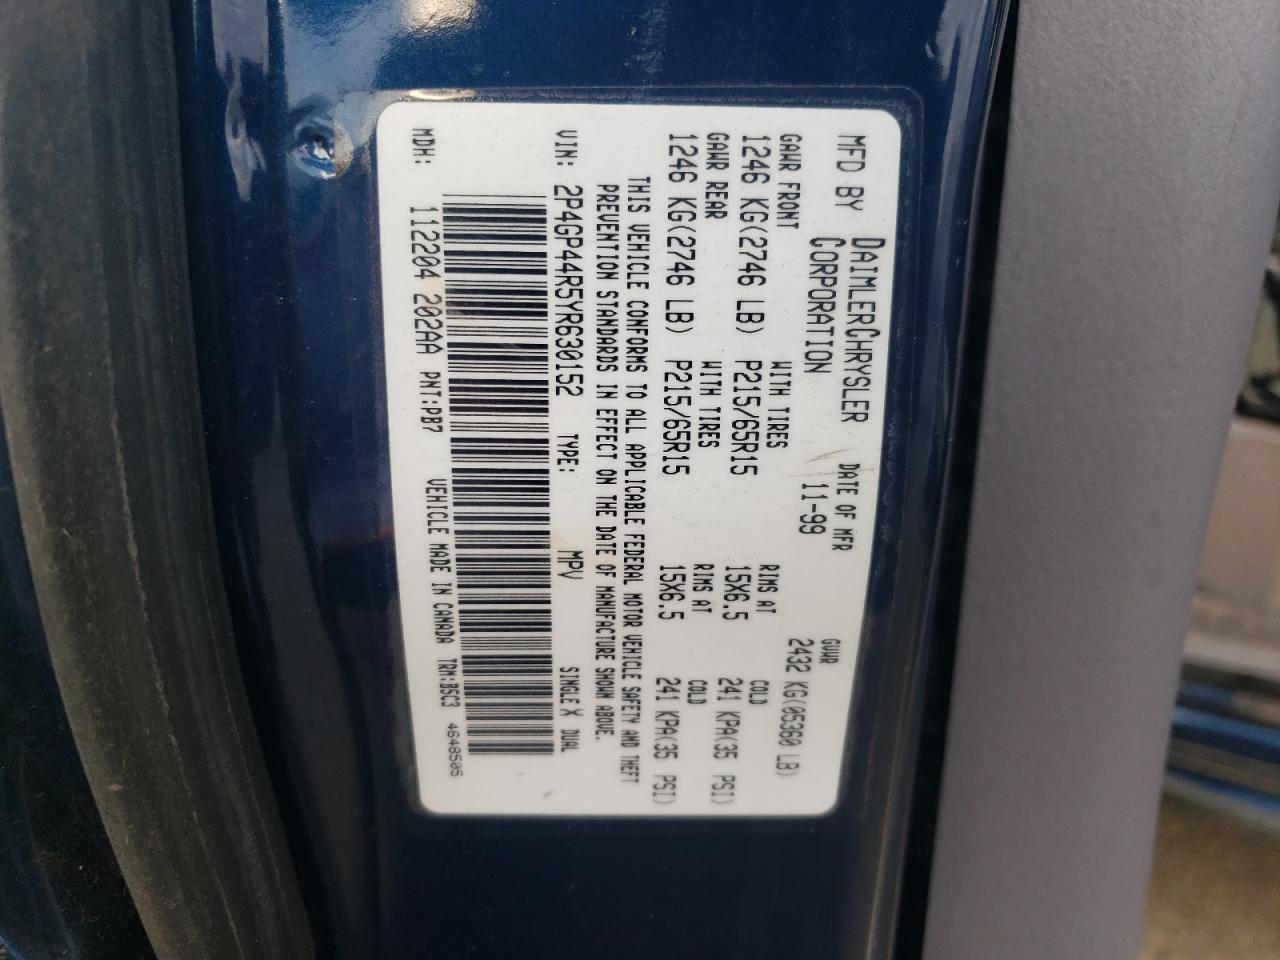 MFD BY DAIMLERCHRYSLER CORPORATION DATE OF MFR 11-99 GVWR 2432 KG(05360 LB)
GAWR FRONT WITH TIRES RIMS AT COLD
1246 KG(2746 LB) P215/65R15 15X6.5 241 KPA(35 PSI)
GAWR REAR WITH TIRES RIMS AT COLD
1246 KG(2746 LB) P215/65R15 15X6.5 241 KPA(35 PSI)
THIS VEHICLE CONFORMS TO ALL APPLICABLE FEDERAL MOTOR VEHICLE SAFETY AND THEFT
PREVENTION STANDARDS IN EFFECT ON THE DATE OF MANUFACTURE SHOWN ABOVE.
VIN: 2P4GP44R5YR630152 TYPE: MPV SINGLE X DUAL
MDH: 112204 202AA PNT:PB7 VEHICLE MADE IN CANADA TRM:B5C3 4648505